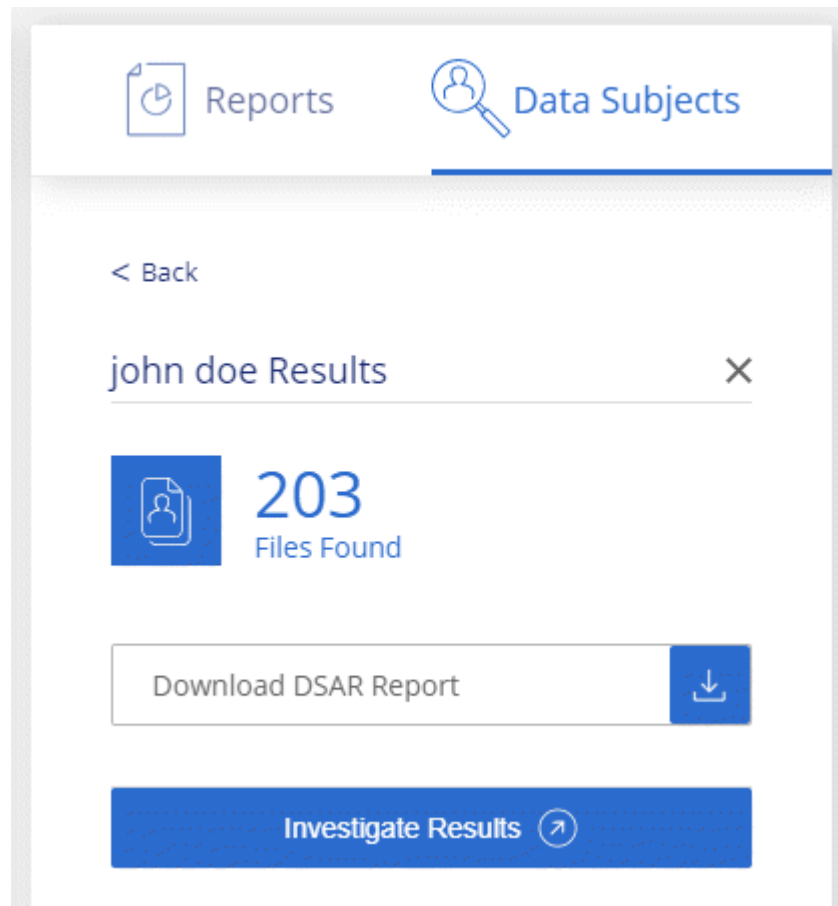 Reports
Data Subjects
< Back
john doe Results
203
Files Found
Download DSAR Report
Investigate Results